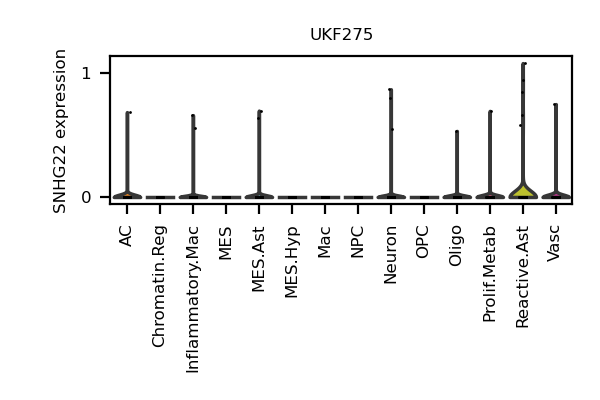 UKF275
SNHG22 expression
1
0
AC
Chromatin.Reg
Inflammatory.Mac
MES
MES.Ast
MES.Hyp
Mac
NPC
Neuron
OPC
Oligo
Prolif.Metab
Reactive.Ast
Vasc